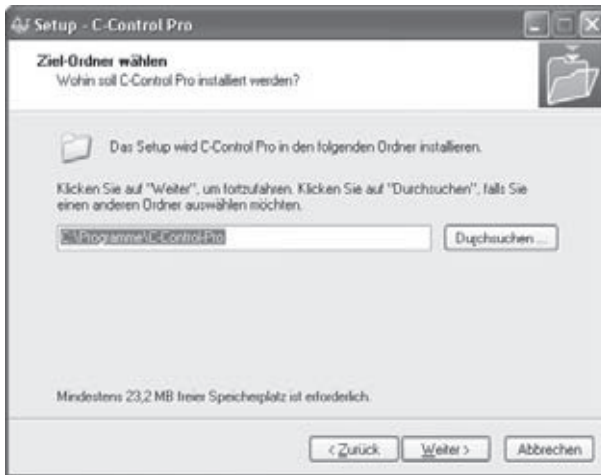 Setup - C-Control Pro
Ziel-Ordner wählen
Wohin soll C-Control Pro installiert werden?
Das Setup wird C-Control Pro in den folgenden Ordner installieren.
Klicken Sie auf "Weiter", um fortzufahren. Klicken Sie auf "Durchsuchen", falls Sie
einen anderen Ordner auswählen möchten.
C:\Programme\C-Control-Pro
Durchsuchen ...
Mindestens 23,2 MB freier Speicherplatz ist erforderlich.
< Zurück
Weiter >
Abbrechen